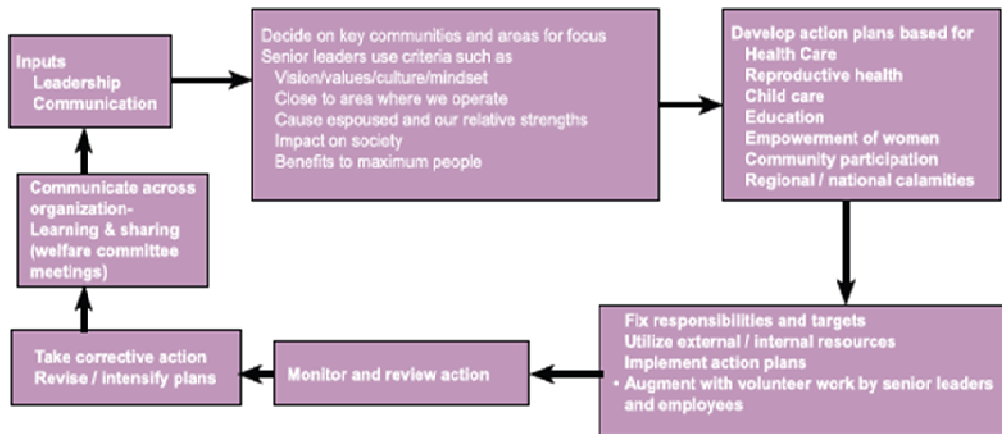 Inputs
Leadership
Communication
Decide on key communities and areas for focus
Senior leaders use criteria such as
Vision/values/culture/mindset
Close to area where we operate
Cause espoused and our relative strengths
Impact on society
Benefits to maximum people
Develop action plans based for
Health Care
Reproductive health
Child care
Education
Empowerment of women
Community participation
Regional / national calamities
Fix responsibilities and targets
Utilize external / internal resources
Implement action plans
• Augment with volunteer work by senior leaders
and employees
Monitor and review action
Take corrective action
Revise / intensify plans
Communicate across
organization-
Learning & sharing
(welfare committee
meetings)